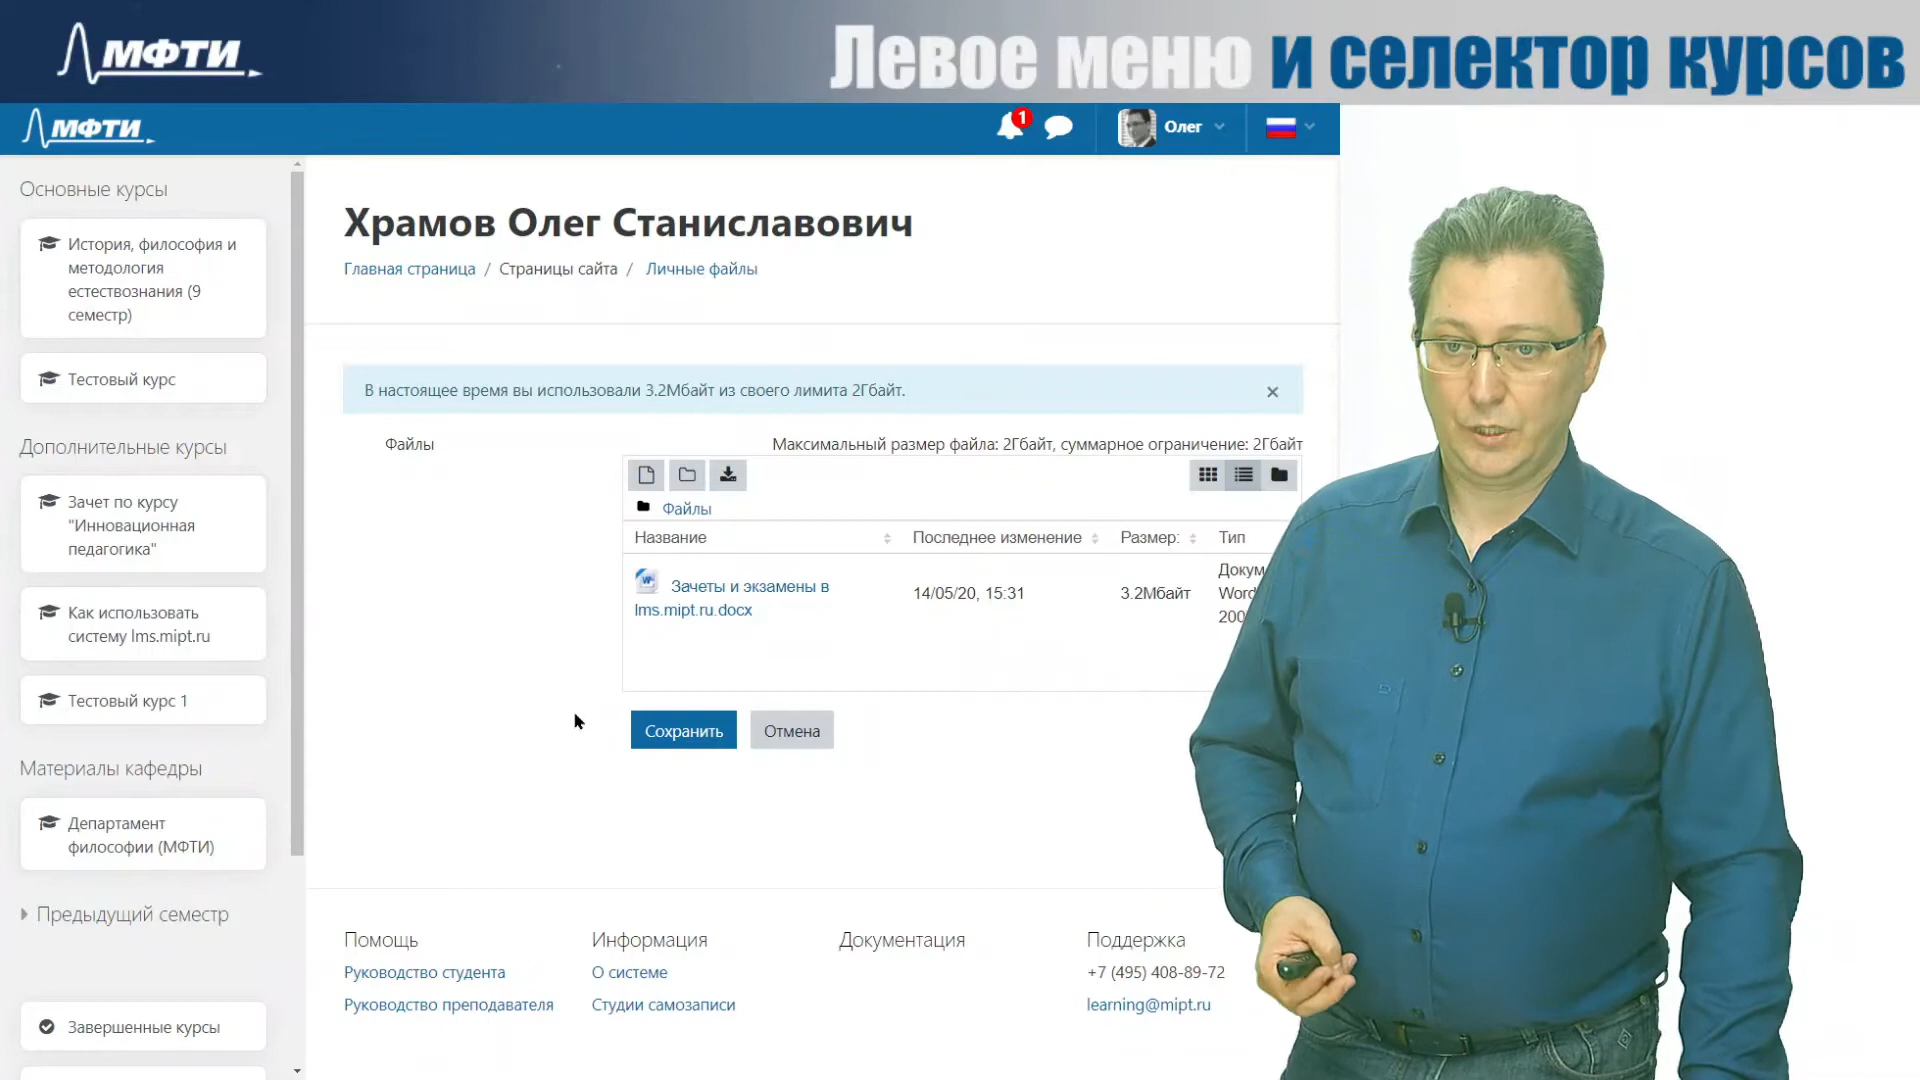 МФТИ
Левое меню и селектор курсов
МФТИ
1
Олег
Основные курсы
История, философия и
методология
естествознания (9
семестр)
Тестовый курс
Дополнительные курсы
Зачет по курсу
"Инновационная
педагогика"
Как использовать
систему lms.mipt.ru
Тестовый курс 1
Материалы кафедры
Департамент
философии (МФТИ)
Предыдущий семестр
Завершенные курсы
Храмов Олег Станиславович
Главная страница / Страницы сайта / Личные файлы
В настоящее время вы использовали 3.2Мбайт из своего лимита 2Гбайт.
×
Файлы
Максимальный размер файла: 2Гбайт, суммарное ограничение: 2Гбайт
Файлы
Название Последнее изменение Размер: Тип
Зачеты и экзамены в
lms.mipt.ru.docx
14/05/20, 15:31
3.2Мбайт
Докум
Word
200
Сохранить
Отмена
Помощь
Руководство студента
Руководство преподавателя
Информация
О системе
Студии самозаписи
Документация
Поддержка
+7 (495) 408-89-72
learning@mipt.ru